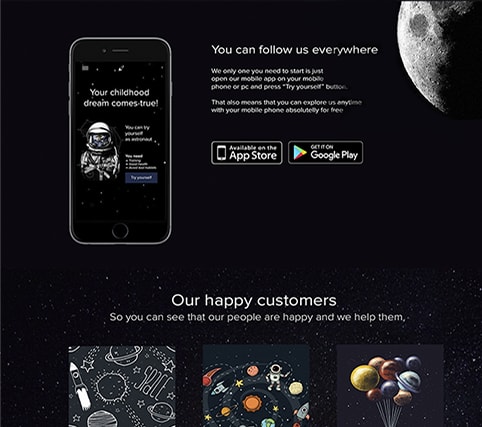 You can follow us everywhere
We only one you need to start is just
open our mobile app on your mobile
phone or pc and press "Try yourself" button.
That also means that you can explore us anytime
with your mobile phone absolutelly for free
Available on the
App Store
GET IT ON
Google Play
Your childhood
dream comes true!
You can try
yourself
as astronaut
You need
Try yourself
Our happy customers
So you can see that our people are happy and we help them,
SPACE